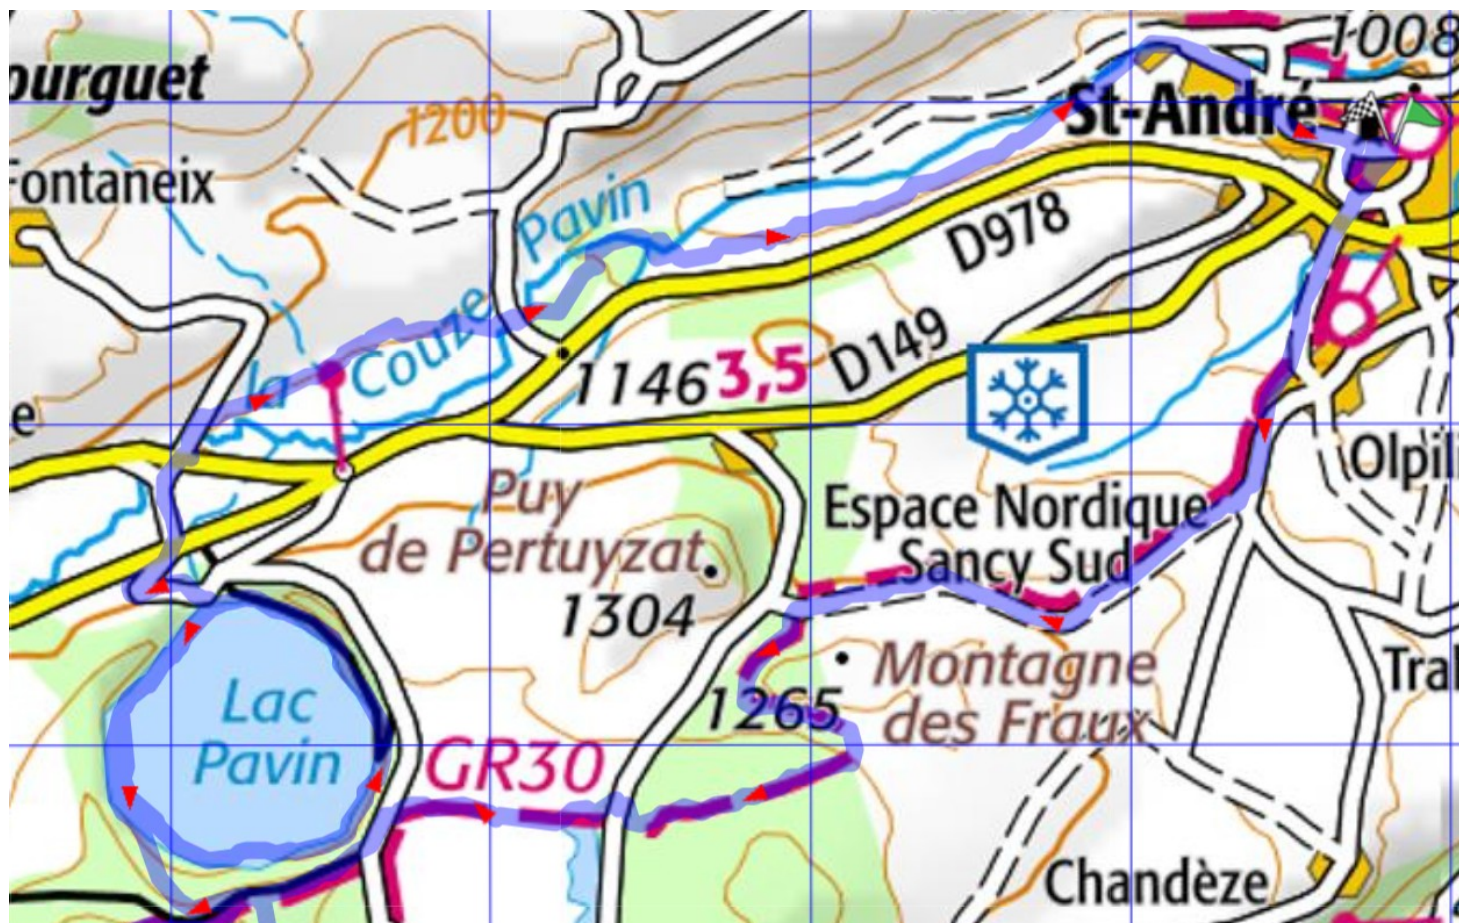 1008
ourguet
St-André
1200
Fontaneix
Pavin
D978
la Couze
1146
3,5
D149
e
Olpili
Puy
de Pertuyzat
Espace Nordique
Sancy Sud
1304
Montagne
des Fraux
Tral
1265
Lac
Pavin
GR30
Chandèze